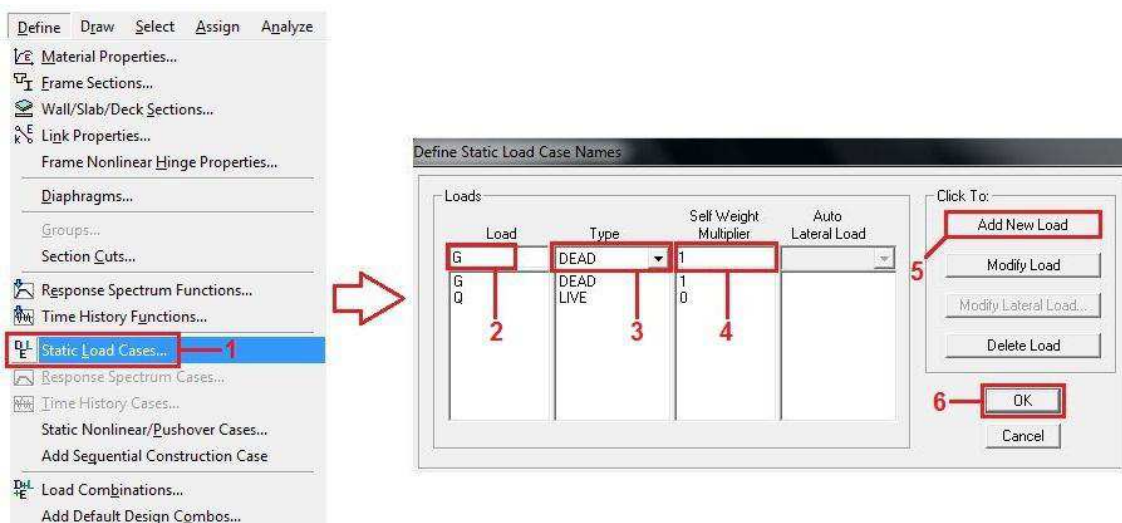 Define Draw Select Assign Analyze
Material Properties...
Frame Sections...
Wall/Slab/Deck Sections...
Link Properties...
Frame Nonlinear Hinge Properties...
Diaphragms...
Groups...
Section Cuts...
Response Spectrum Functions...
Time History Functions...
Static Load Cases... 1
Response Spectrum Cases...
Time History Cases...
Static Nonlinear/Pushover Cases...
Add Sequential Construction Case
Load Combinations...
Add Default Design Combos...
Define Static Load Case Names
Loads
Load Type Self Weight Multiplier Auto Lateral Load
G DEAD 1
G DEAD 1
Q LIVE 0
2 3 4
Click To:
Add New Load
5
Modify Load
Modify Lateral Load...
Delete Load
6 OK
Cancel